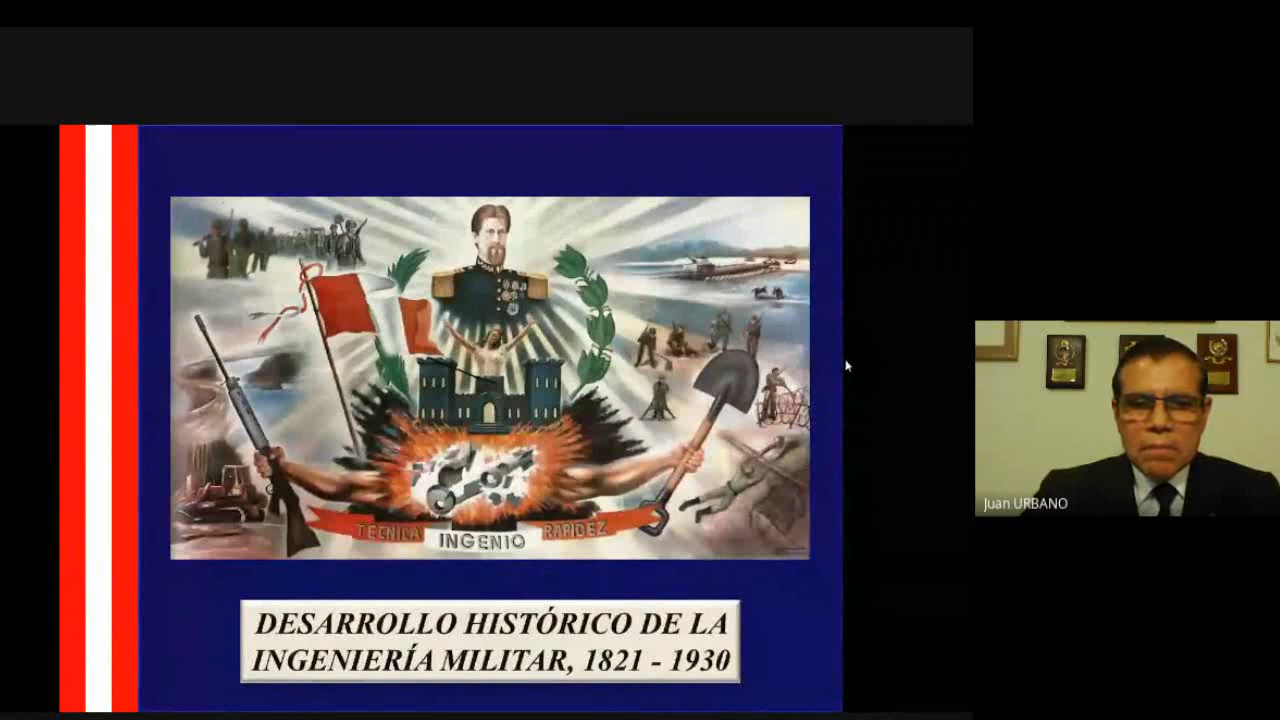 TECNICA INGENIO RAPIDEZ
DESARROLLO HISTÓRICO DE LA
INGENIERÍA MILITAR, 1821 - 1930
Juan URBANO